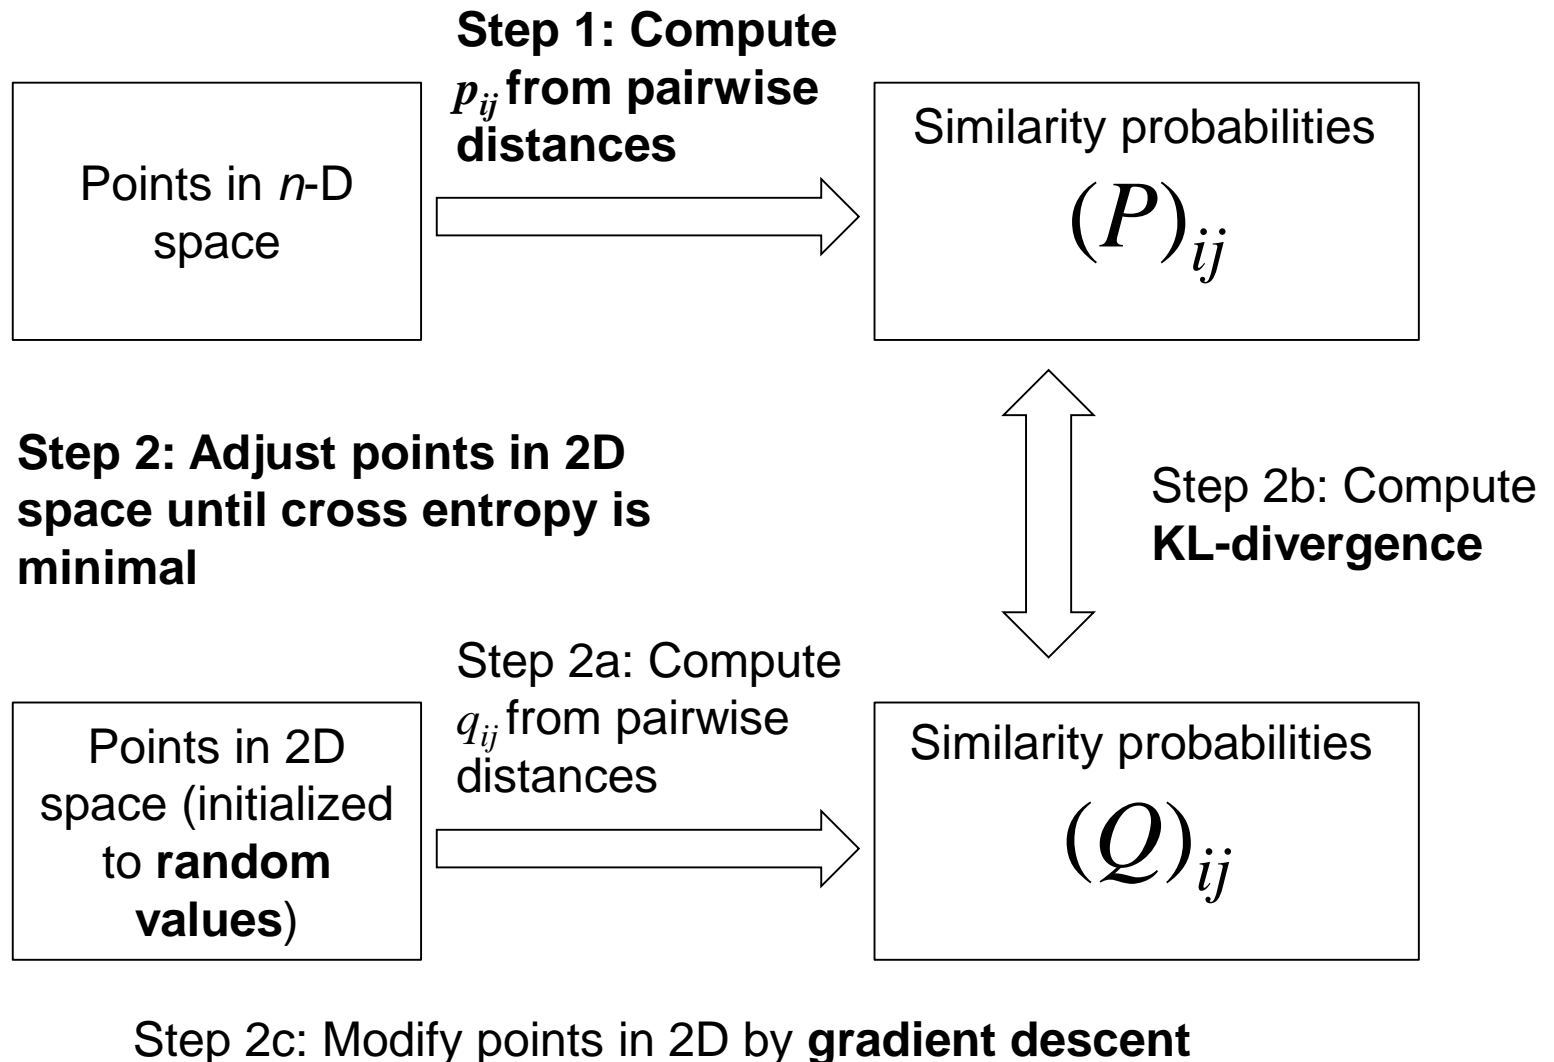 Step 1: Compute
p_ij from pairwise
distances
Points in n-D
space
Similarity probabilities
(P)_ij
Step 2: Adjust points in 2D
space until cross entropy is
minimal
Step 2b: Compute
KL-divergence
Step 2a: Compute
q_ij from pairwise
distances
Points in 2D
space (initialized
to random
values)
Similarity probabilities
(Q)_ij
Step 2c: Modify points in 2D by gradient descent